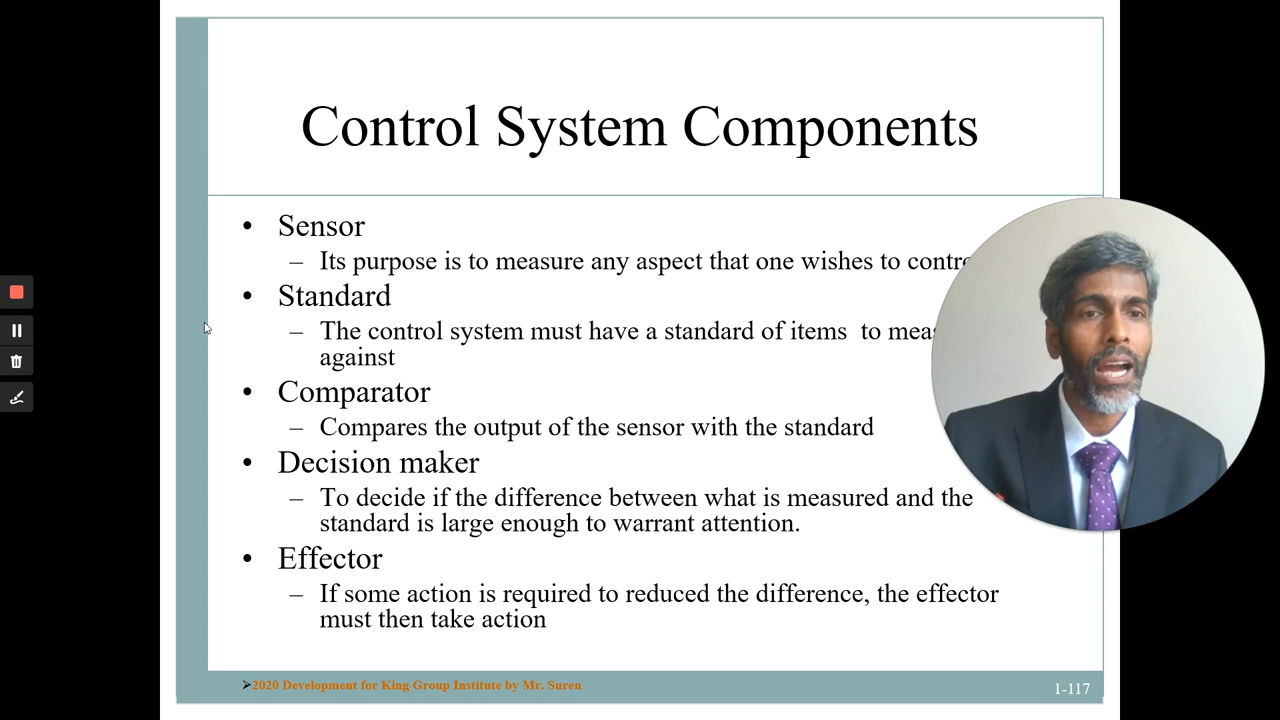 Control System Components
• Sensor
– Its purpose is to measure any aspect that one wishes to
• Standard
– The control system must have a standard of items to
against
• Comparator
– Compares the output of the sensor with the standard
• Decision maker
– To decide if the difference between what is measured and the
standard is large enough to warrant attention.
• Effector
– If some action is required to reduced the difference, the effector
must then take action
➢2020 Development for King Group Institute by Mr. Suren
1-117